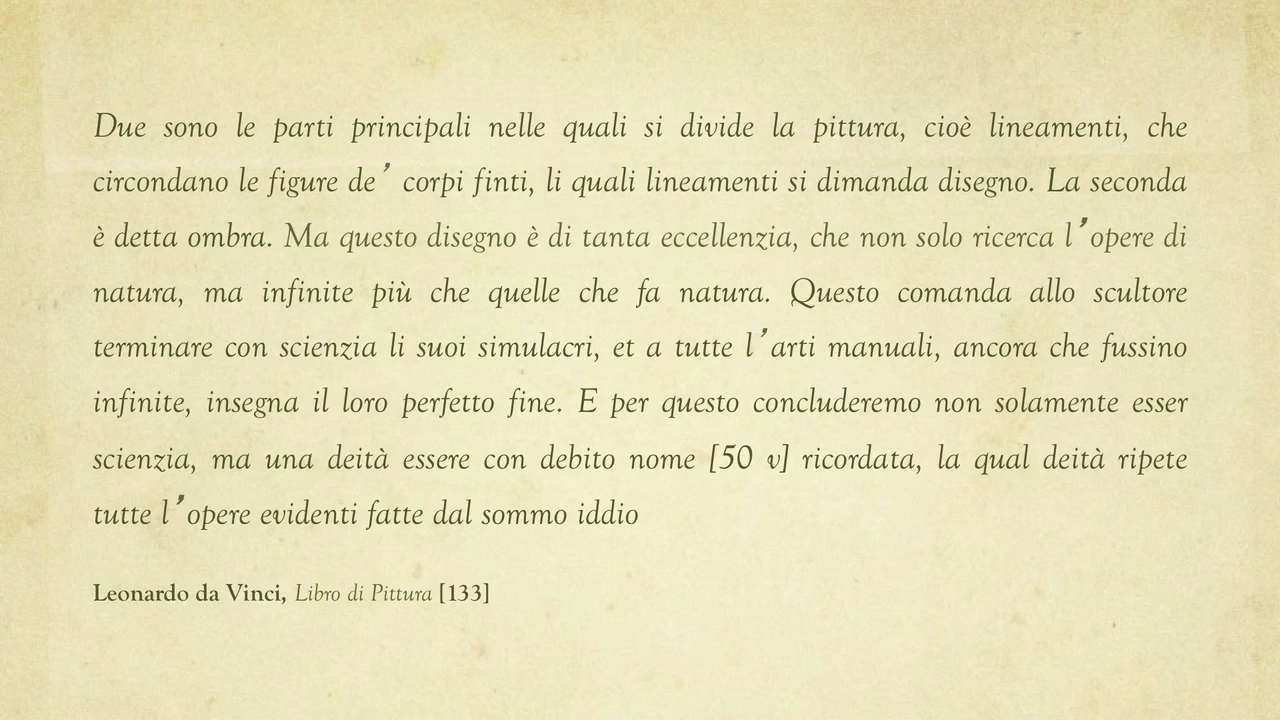 Due sono le parti principali nelle quali si divide la pittura, cioè lineamenti, che
circondano le figure de’ corpi finti, li quali lineamenti si dimanda disegno. La seconda
è detta ombra. Ma questo disegno è di tanta eccellenzia, che non solo ricerca l’opere di
natura, ma infinite più che quelle che fa natura. Questo comanda allo scultore
terminare con scienzia li suoi simulacri, et a tutte l’arti manuali, ancora che fussino
infinite, insegna il loro perfetto fine. E per questo concluderemo non solamente esser
scienzia, ma una deità essere con debito nome [50 v] ricordata, la qual deità ripete
tutte l’opere evidenti fatte dal sommo iddio
Leonardo da Vinci, Libro di Pittura [133]